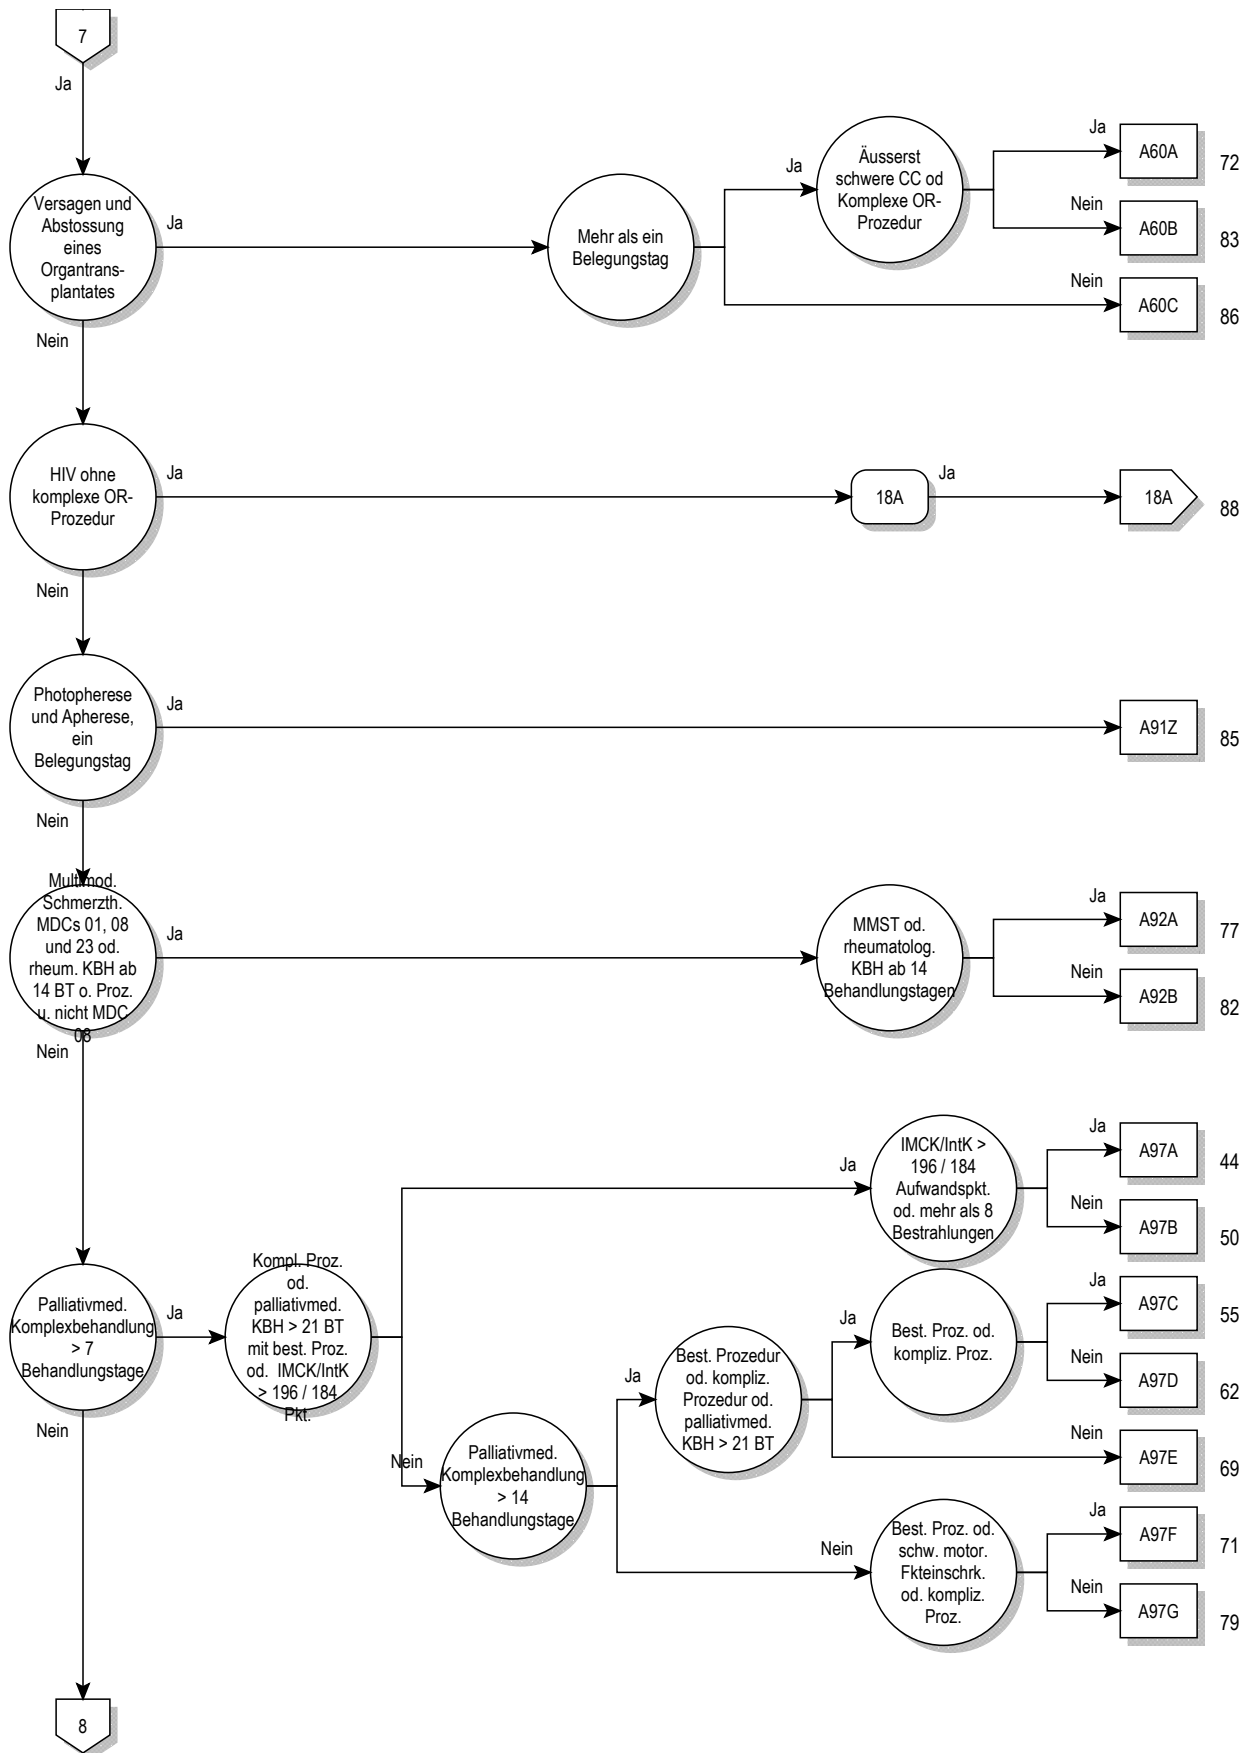 7
Ja
Versagen und
Abstossung
eines
Organtrans-
plantates
Ja
Mehr als ein
Belegungstag
Ja
Äusserst
schwere CC od
Komplexe OR-
Prozedur
Ja
A60A
72
Nein
A60B
83
Nein
A60C
86
Nein
HIV ohne
komplexe OR-
Prozedur
Ja
18A
Ja
18A
88
Nein
Photopherese
und Apherese,
ein
Belegungstag
Ja
A91Z
85
Nein
Multimod.
Schmerzth.
MDCs 01, 08
und 23 od.
rheum. KBH ab
14 BT o. Proz.
u. nicht MDC
08
Ja
MMST od.
rheumatolog.
KBH ab 14
Behandlungstagen
Ja
A92A
77
Nein
A92B
82
Nein
Palliativmed.
Komplexbehandlung
> 7
Behandlungstage
Ja
Kompl. Proz.
od.
palliativmed.
KBH > 21 BT
mit best. Proz.
od. IMCK/IntK
> 196 / 184
Pkt.
Ja
IMCK/IntK >
196 / 184
Aufwandspkt.
od. mehr als 8
Bestrahlungen
Ja
A97A
44
Nein
A97B
50
Nein
Palliativmed.
Komplexbehandlung
> 14
Behandlungstage
Ja
Best. Prozedur
od. kompliz.
Prozedur od.
palliativmed.
KBH > 21 BT
Ja
Best. Proz. od.
kompliz. Proz.
Ja
A97C
55
Nein
A97D
62
Nein
A97E
69
Nein
Best. Proz. od.
schw. motor.
Fkteinschrk.
od. kompliz.
Proz.
Ja
A97F
71
Nein
A97G
79
Nein
8